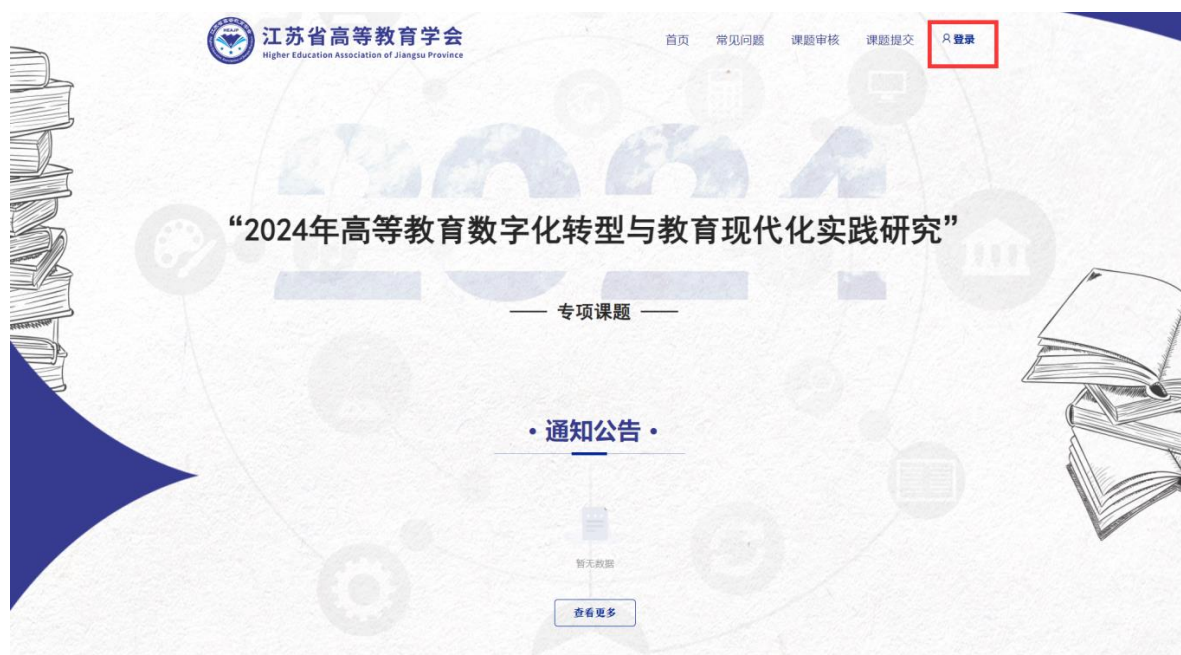 江苏省高等教育学会
Higher Education Association of Jiangsu Province
首页 常见问题 课题审核 课题提交 登录
2024
“2024年高等教育数字化转型与教育现代化实践研究”
专项课题
·通知公告·
暂无数据
查看更多